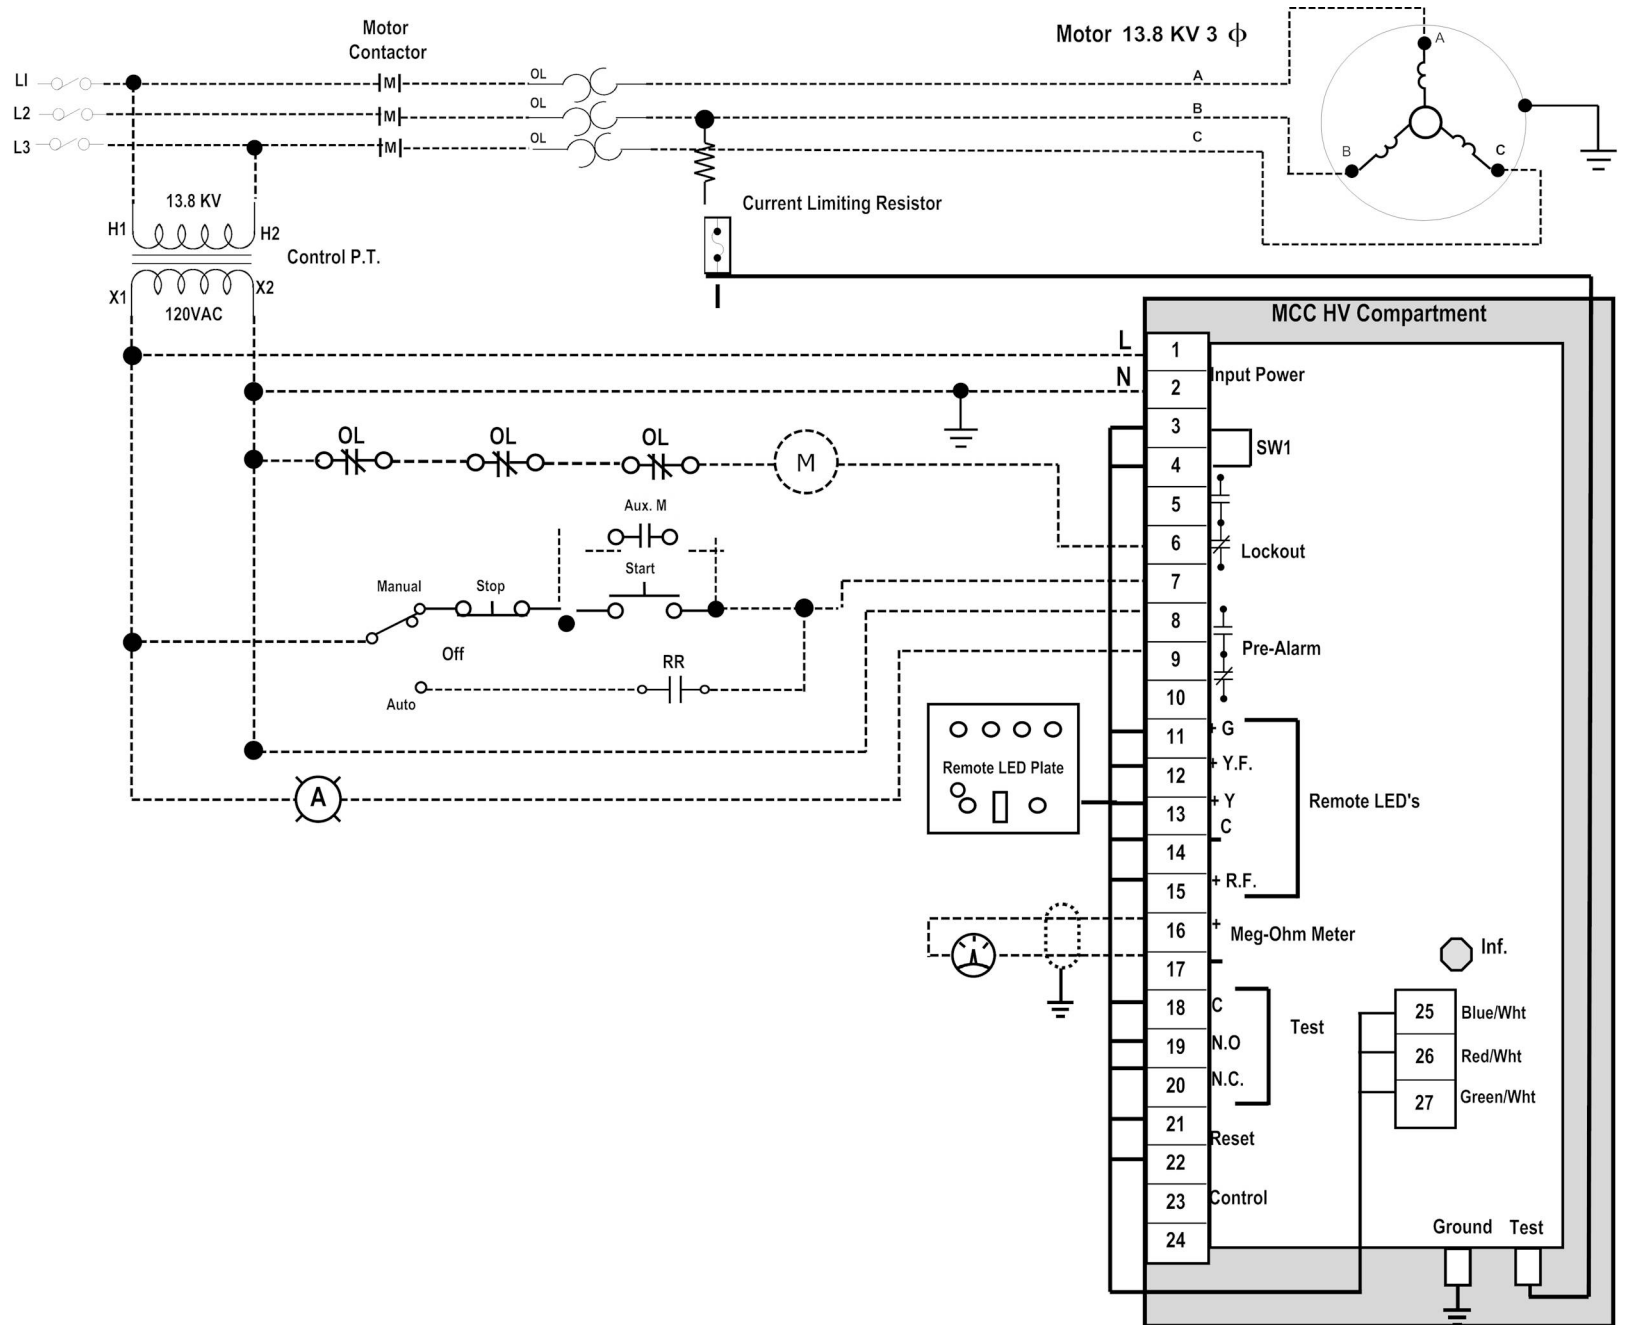 Motor
Contactor
Motor 13.8 KV 3 ϕ
A
L1
M
OL
A
L2
M
OL
B
L3
M
OL
C
B
C
13.8 KV
H1
H2
Current Limiting Resistor
Control P.T.
X1
X2
120VAC
MCC HV Compartment
L
1
N
2
Input Power
3
SW1
4
OL
OL
OL
M
5
Aux. M
6
Lockout
Start
7
Manual
Stop
8
Pre-Alarm
Off
9
RR
Auto
10
11
+ G
Remote LED Plate
12
+ Y.F.
A
13
+ Y
Remote LED's
C
14
15
+ R.F.
16
+
Meg-Ohm Meter
17
Inf.
18
C
Test
19
N.O
20
N.C.
25
Blue/Wht
26
Red/Wht
27
Green/Wht
21
Reset
22
23
Control
24
Ground
Test